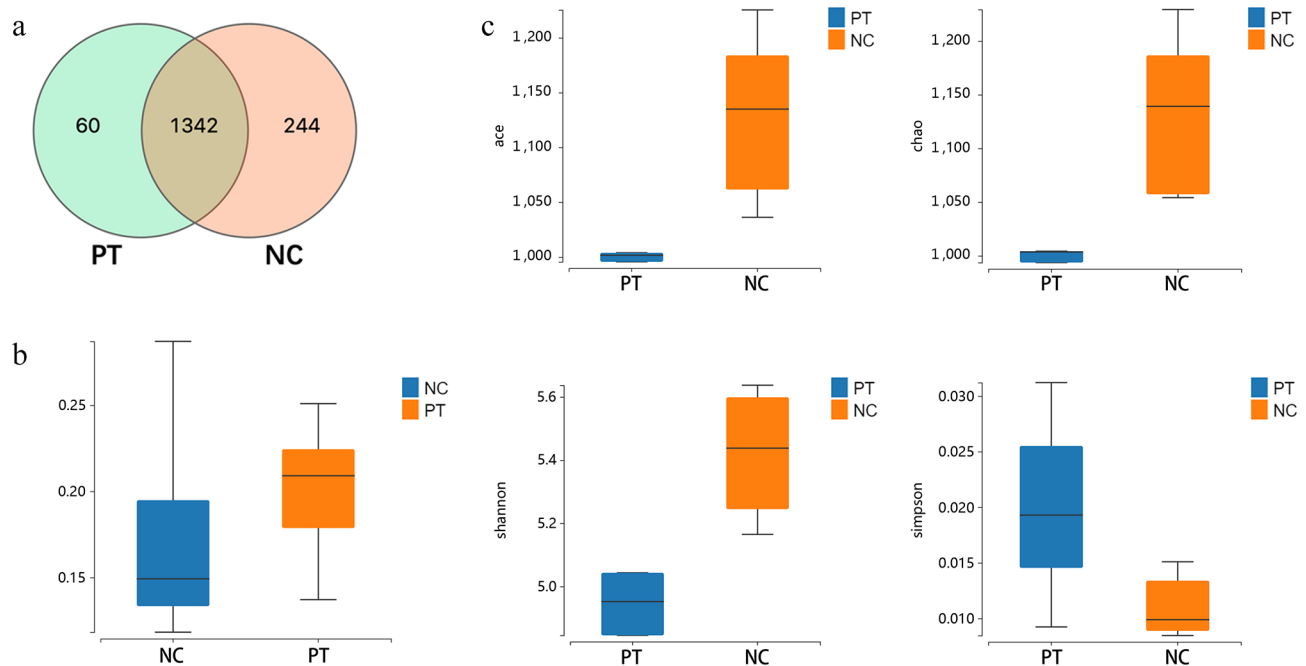 a
60
1342
244
PT
NC
c
ace
1,200
1,150
1,100
1,050
1,000
PT
NC
PT
NC
chao
1,200
1,150
1,100
1,050
1,000
PT
NC
PT
NC
b
0.25
0.20
0.15
NC
PT
NC
PT
shannon
5.6
5.4
5.2
5.0
PT
NC
PT
NC
simpson
0.030
0.025
0.020
0.015
0.010
PT
NC
PT
NC